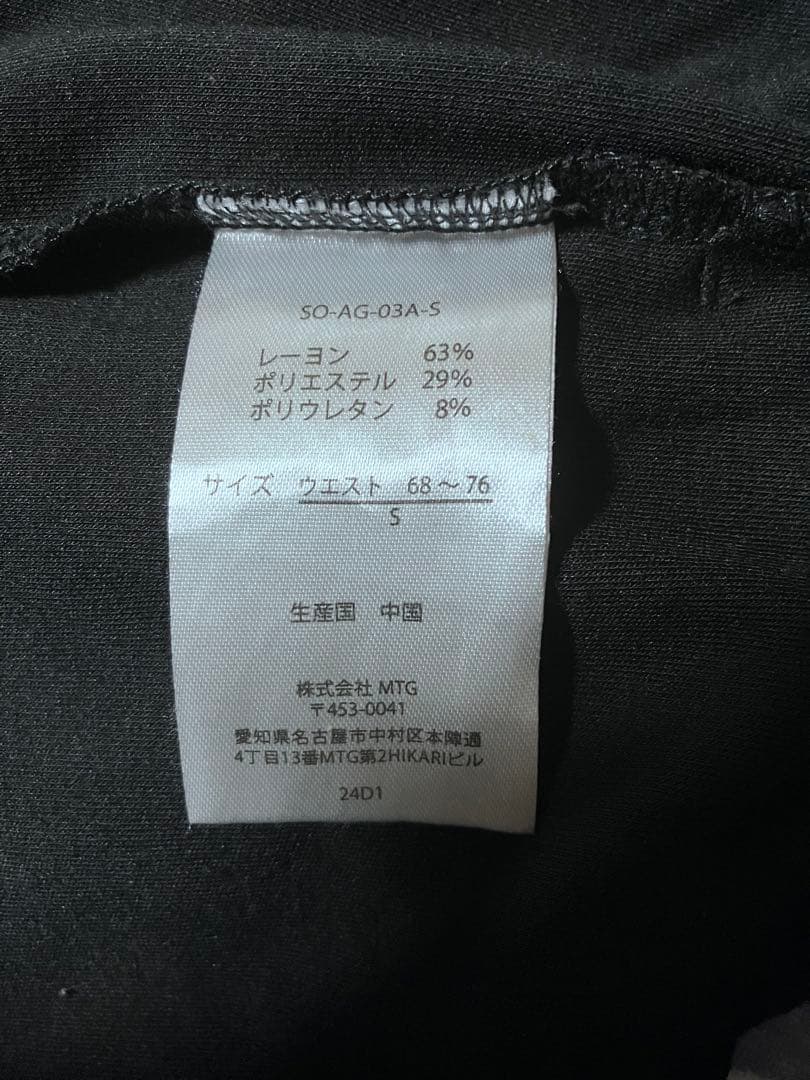 SO-AG-03A-S
レーヨン 63%
ポリエステル 29%
ポリウレタン 8%
サイズ ウエスト 68～76
S
生産国 中国
株式会社 MTG
〒453-0041
愛知県名古屋市中村区本陣通
4丁目13番MTG第2HIKARIビル
24D1